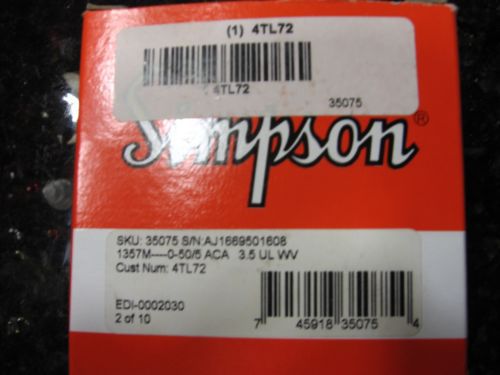 (1) 4TL72
4TL72
35075
Simpson®
SKU: 35075 S/N:AJ1669501608
1357M----0-50/5 ACA 3.5 UL WV
Cust Num: 4TL72
EDI-0002030
2 of 10
7 45918 35075 4